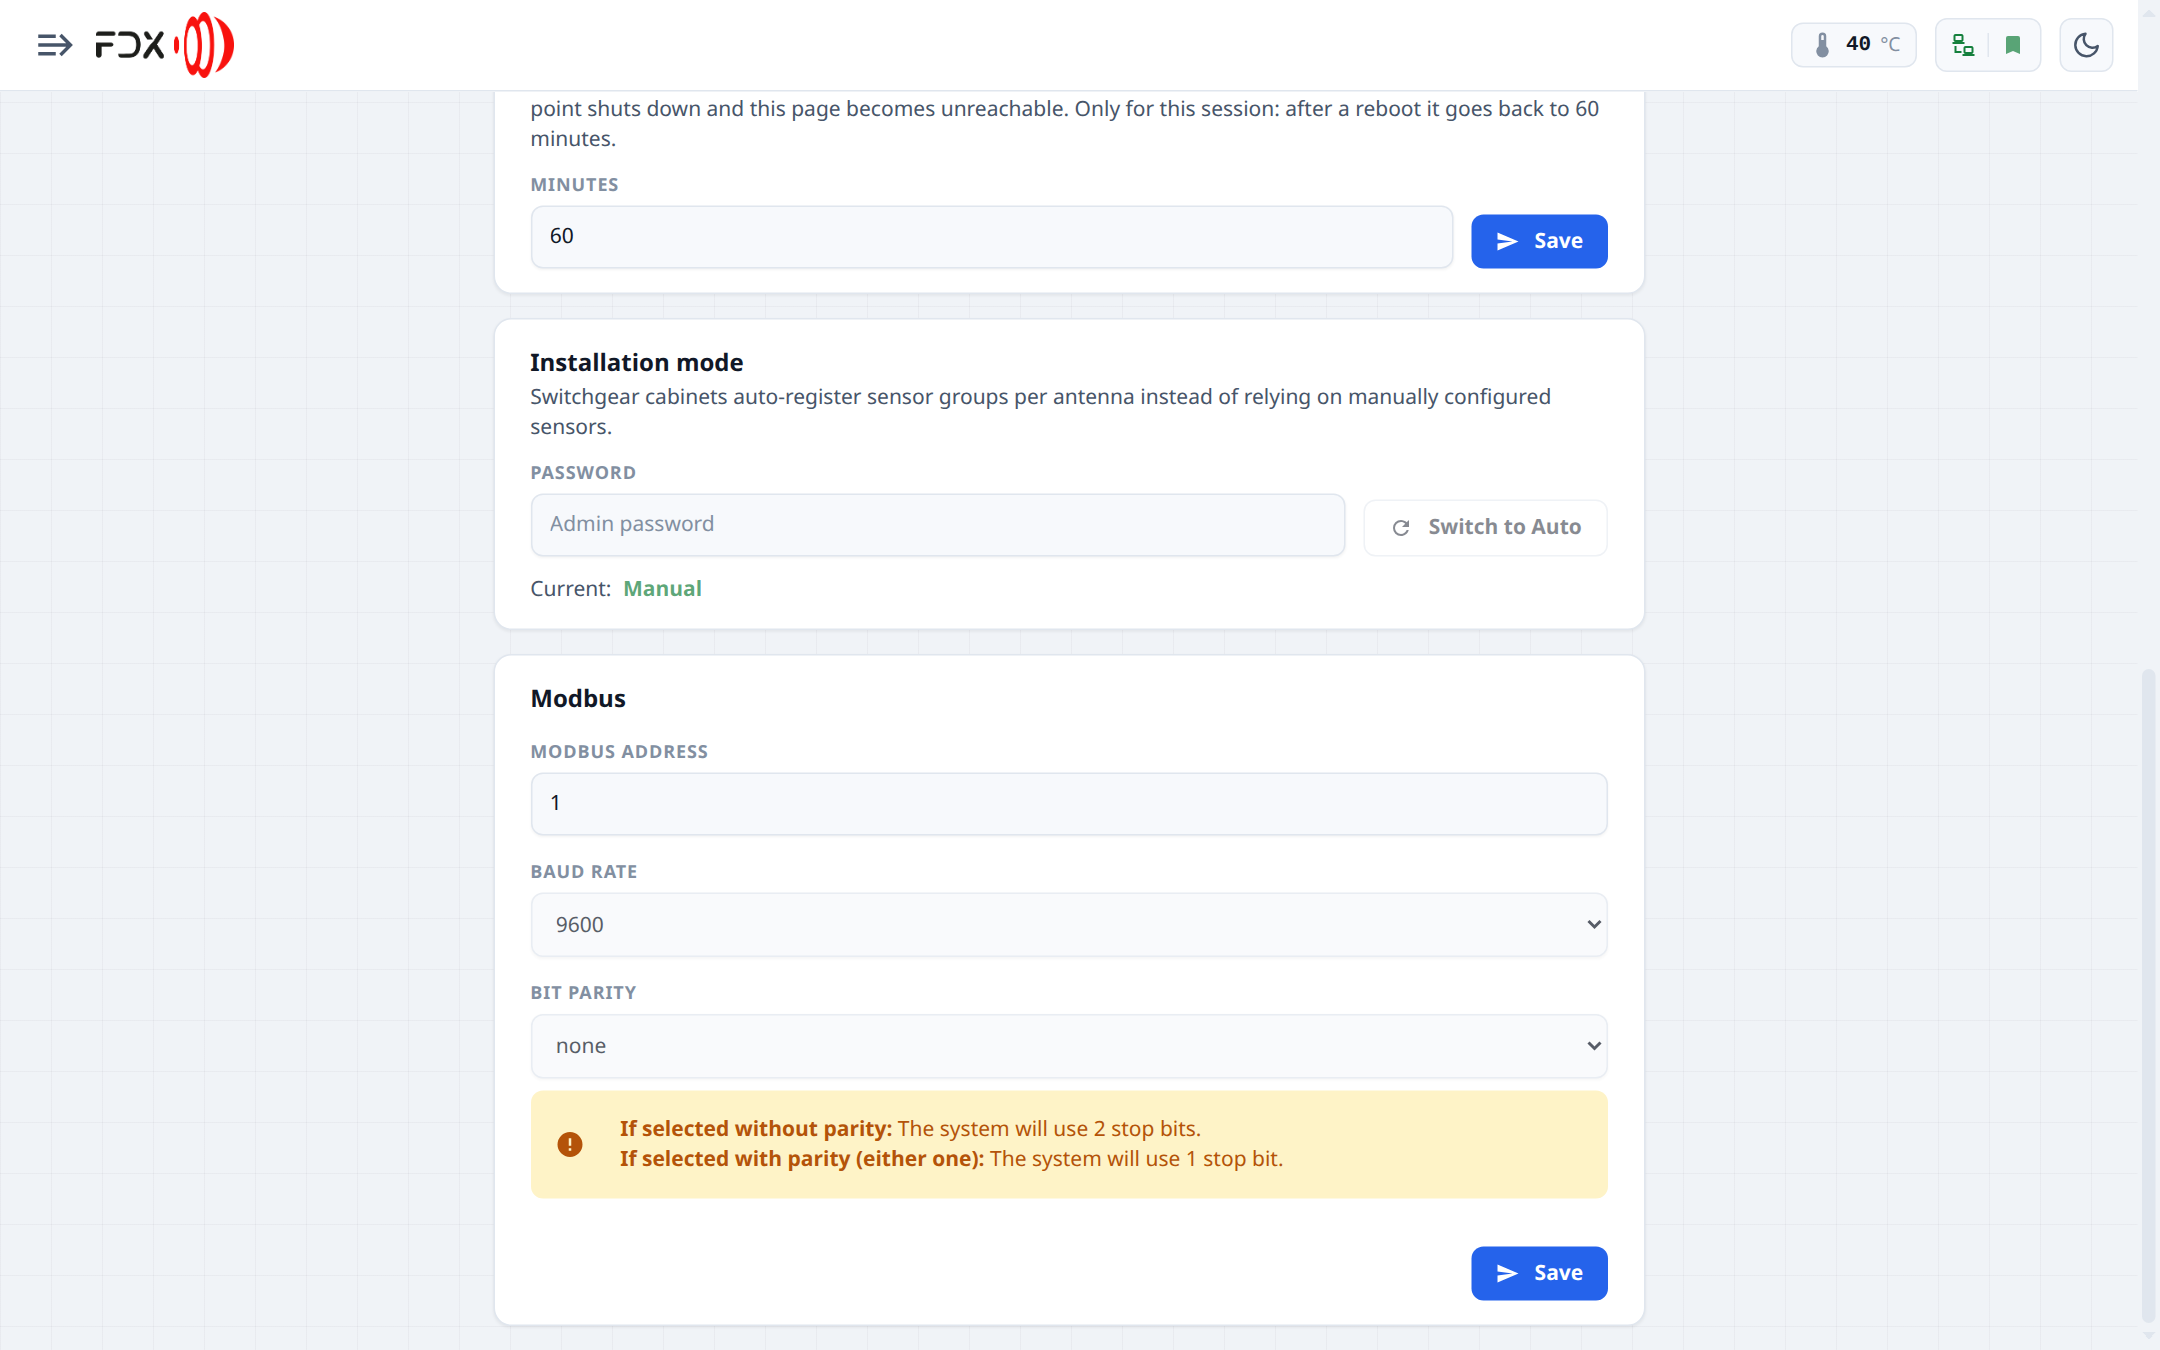 FDX
40 °C
point shuts down and this page becomes unreachable. Only for this session: after a reboot it goes back to 60
minutes.
MINUTES
60
Save
Installation mode
Switchgear cabinets auto-register sensor groups per antenna instead of relying on manually configured
sensors.
PASSWORD
Admin password
Switch to Auto
Current: Manual
Modbus
MODBUS ADDRESS
1
BAUD RATE
9600
BIT PARITY
none
If selected without parity: The system will use 2 stop bits.
If selected with parity (either one): The system will use 1 stop bit.
Save